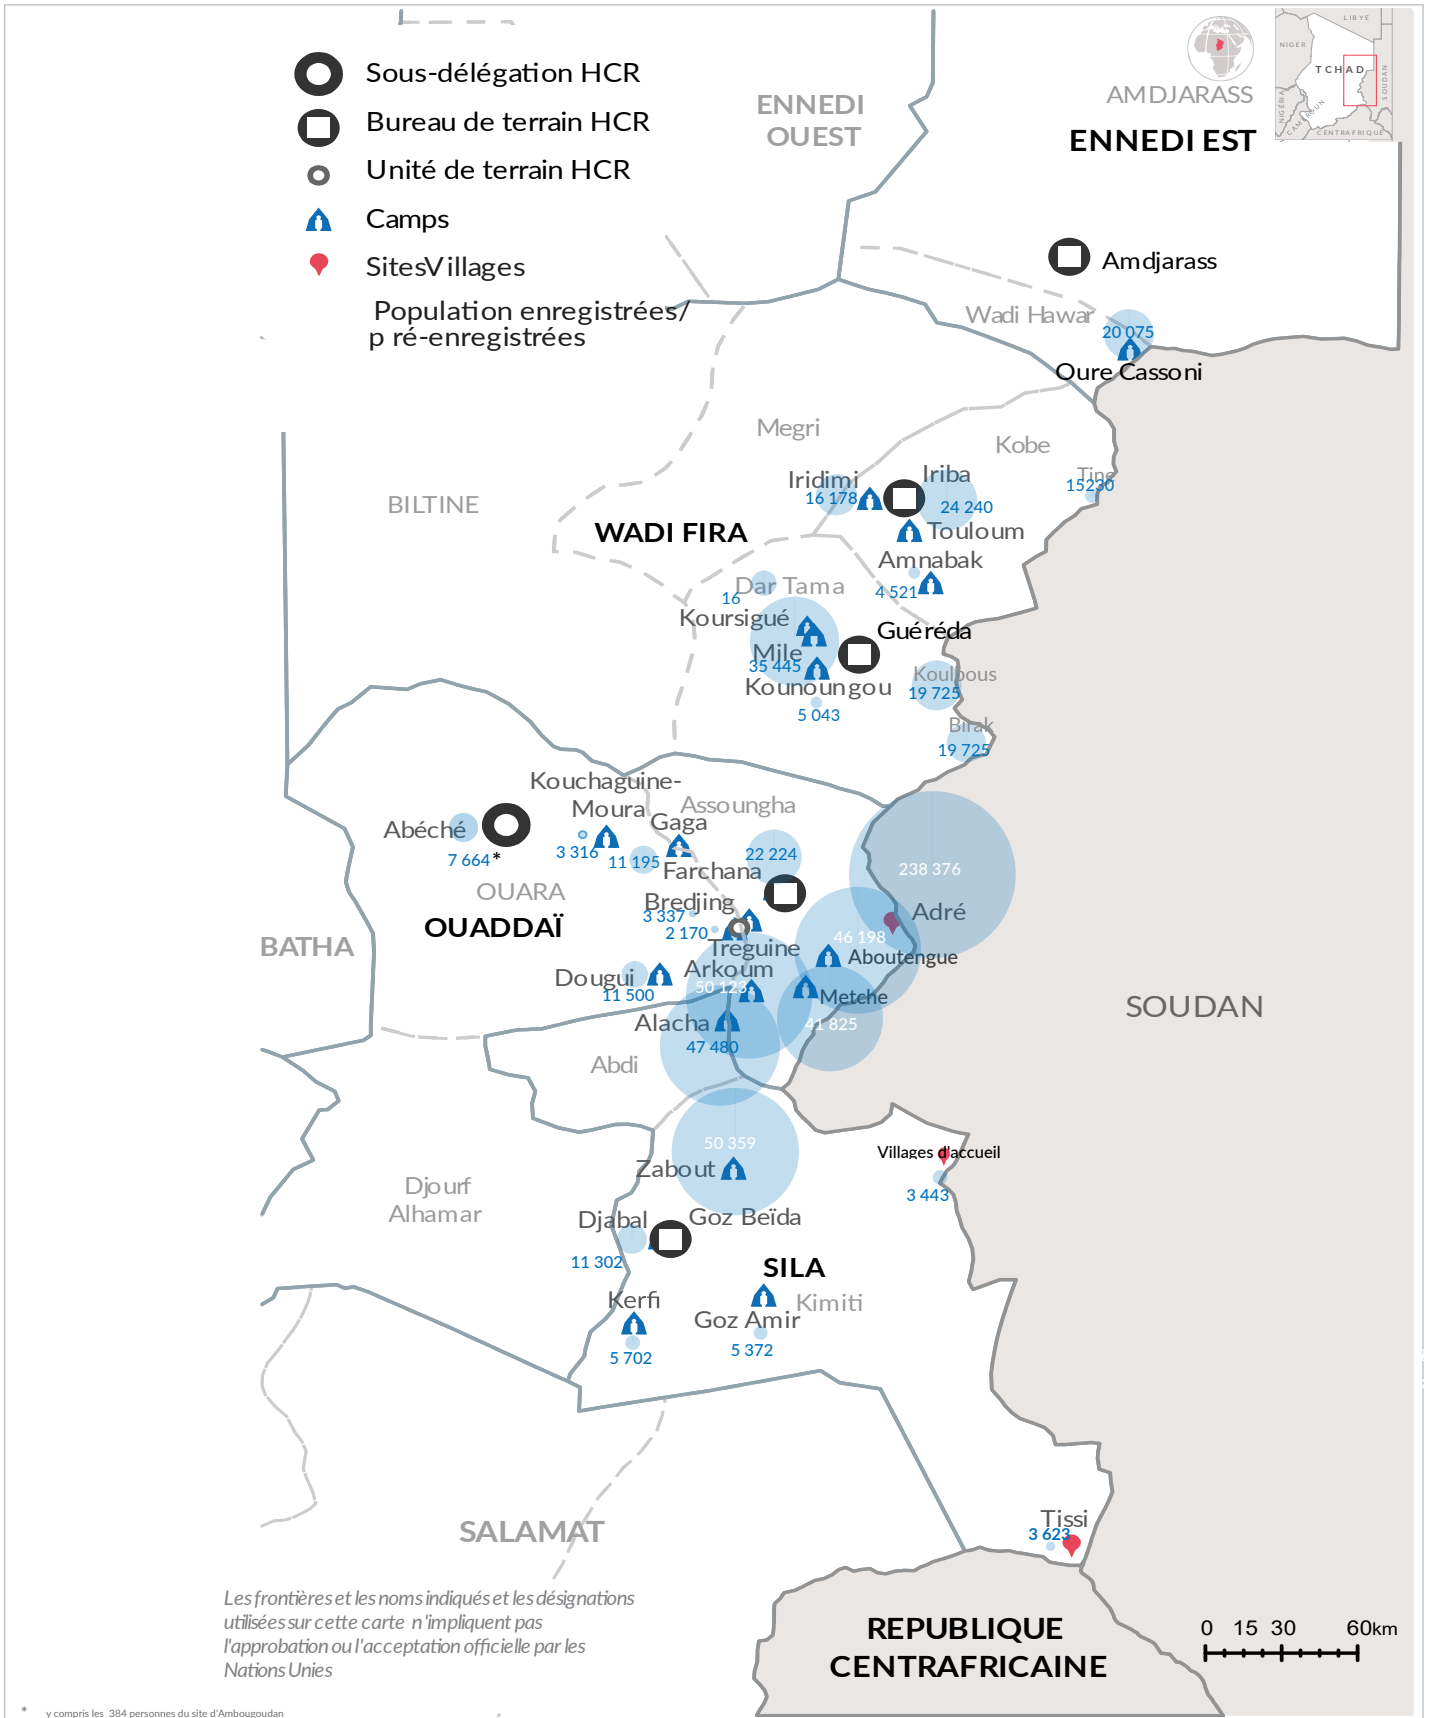 Sous-délégation HCR
Bureau de terrain HCR
Unité de terrain HCR
Camps
SitesVillages
Population enregistrées/
p ré-enregistrées
ENNEDI
OUEST
AMDJARASS
ENNEDI EST
LIBYE
NIGER
TCHAD
SOUDAN
NIGÉRIA
CAMEROUN
CENTRAFRIQUE
Amdjarass
Wadi Hawar
20 075
Oure Cassoni
Megri
Kobe
BILTINE
WADI FIRA
Iridimi
16 178
Iriba
24 240
Tine
15230
Touloum
Amnabak
4 521
Dar Tama
16
Koursigué
Guéréda
Mile
35 445
Kounoungou
5 043
Koulbous
19 725
Birak
19 725
Kouchaguine-
Moura
3 316
Assoungha
Gaga
11 195
Abéché
7 664*
22 224
Farchana
238 376
OUARA
OUADDAÏ
BATHA
Bredjing
3 337
2 170
Treguine
Adré
46 198
Aboutengue
Arkoum
50 123
Dougui
11 500
Metche
41 825
Alacha
47 480
SOUDAN
Abdi
50 359
Zabout
Villages d'accueil
3 443
Djourf
Alhamar
Djabal
11 302
Goz Beïda
SILA
Kimiti
Kerfi
5 702
Goz Amir
5 372
SALAMAT
Tissi
3 623
Les frontières et les noms indiqués et les désignations
utilisées sur cette carte n'impliquent pas
l'approbation ou l'acceptation officielle par les
Nations Unies
REPUBLIQUE
CENTRAFRICAINE
0 15 30 60km
* y compris les 384 personnes du site d'Ambougoudan